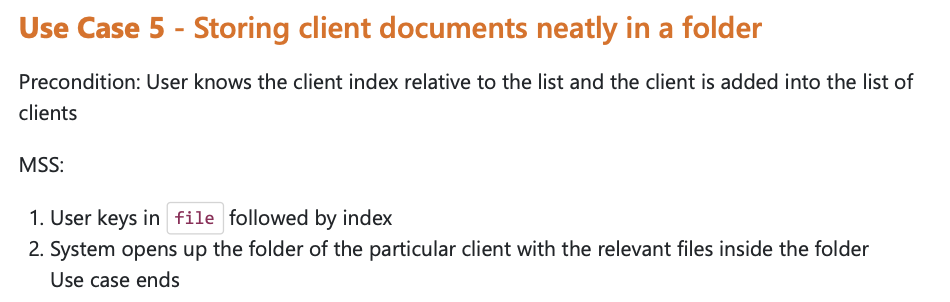 Use Case 5 - Storing client documents neatly in a folder
Precondition: User knows the client index relative to the list and the client is added into the list of
clients
MSS:
1. User keys in file followed by index
2. System opens up the folder of the particular client with the relevant files inside the folder
Use case ends